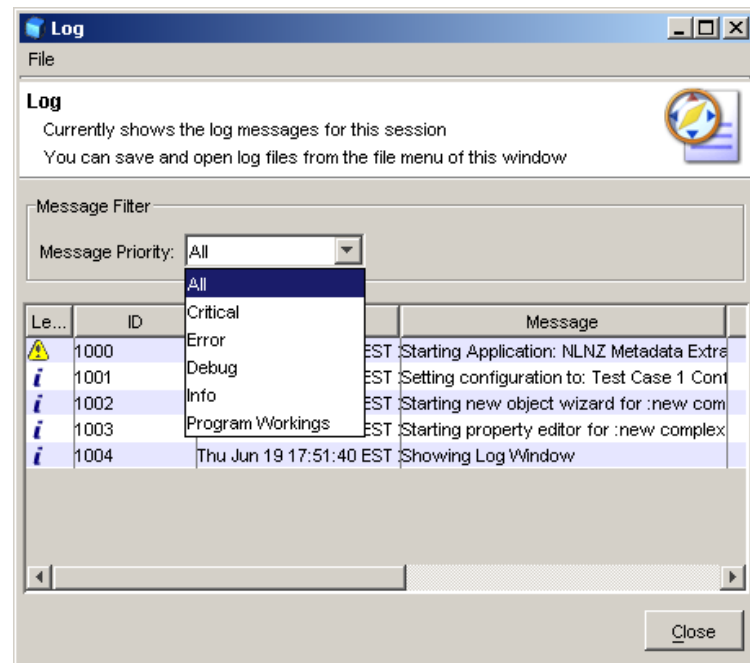 Log
File
Log
Currently shows the log messages for this session
You can save and open log files from the file menu of this window
Message Filter
Message Priority: All
All
Critical
Error
Debug
Info
Program Workings
Le... ID Message
1000 EST Starting Application: NLNZ Metadata Extra
1001 EST Setting configuration to: Test Case 1 Conf
1002 EST Starting new object wizard for :new com
1003 EST Starting property editor for :new complex
1004 Thu Jun 19 17:51:40 EST Showing Log Window
Close